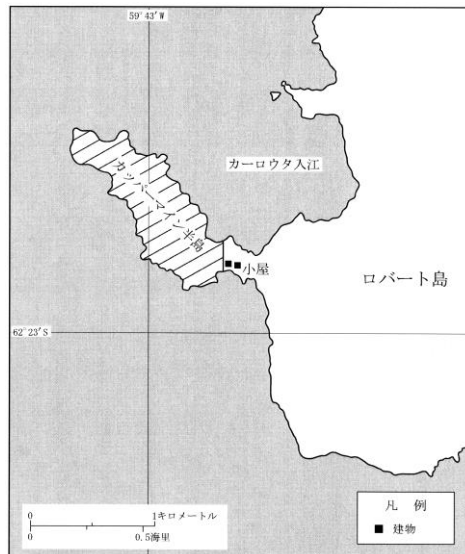 59°43′W
カーロウタ入江
カッパーマイン半島
小屋
ロバート島
62°23′S
0 1キロメートル
0 0.5海里
凡例
■ 建物